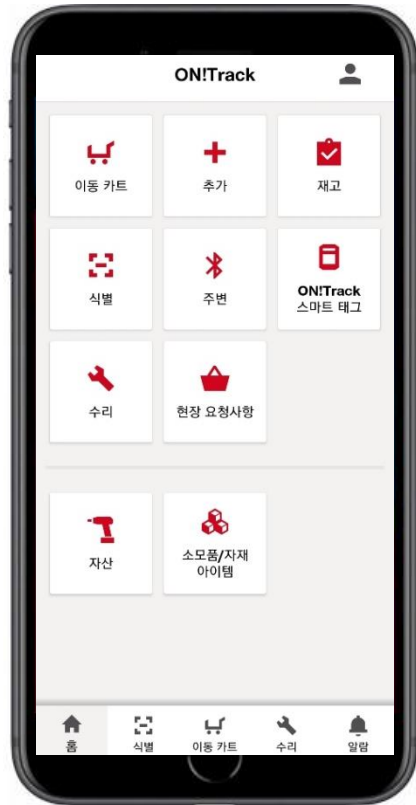 ON!Track
이동 카트
추가
재고
식별
주변
ON!Track
스마트 태그
수리
현장 요청사항
자산
소모품/자재
아이템
홈
식별
이동 카트
수리
알람